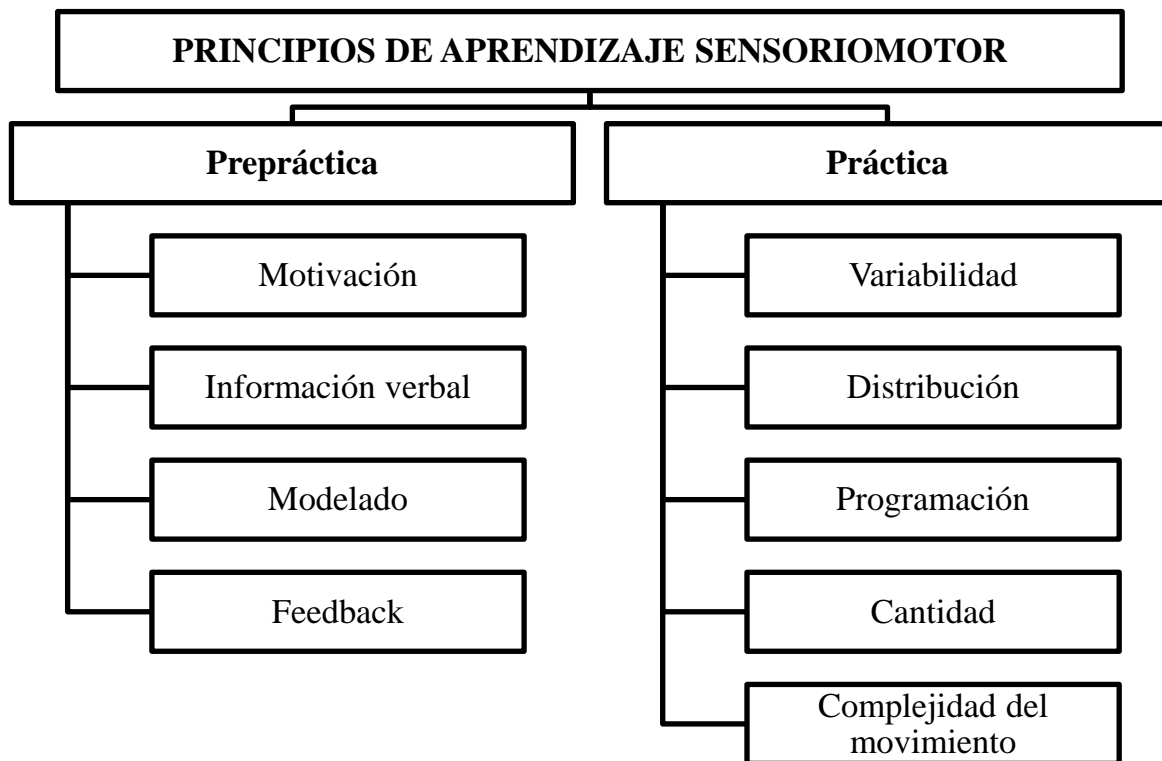 PRINCIPIOS DE APRENDIZAJE SENSORIOMOTOR
Prepráctica
Motivación
Información verbal
Modelado
Feedback
Práctica
Variabilidad
Distribución
Programación
Cantidad
Complejidad del
movimiento